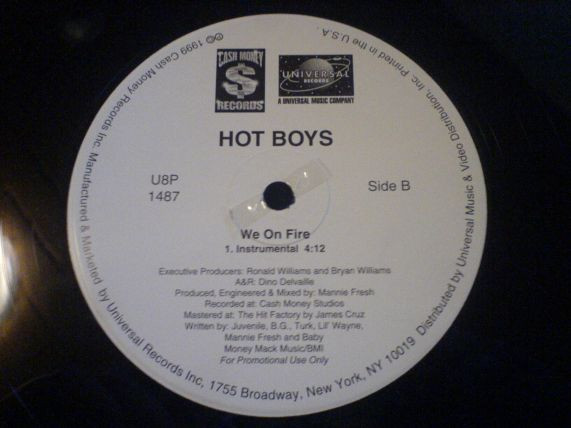 CASH MONEY
$
RECORDS
UNIVERSAL
RECORDS
A UNIVERSAL MUSIC COMPANY
HOT BOYS
U8P
1487
Side B
We On Fire
1. Instrumental 4:12
Executive Producers: Ronald Williams and Bryan Williams
A&R: Dino Delvaille
Produced, Engineered & Mixed by: Mannie Fresh
Recorded at: Cash Money Studios
Mastered at: The Hit Factory by James Cruz
Written by: Juvenile, B.G., Turk, Lil' Wayne,
Mannie Fresh and Baby
Money Mack Music/BMI
For Promotional Use Only
℗© 1999 Cash Money Records Inc. Manufactured & Marketed by Universal Records Inc, 1755 Broadway, New York, NY 10019 Distributed by Universal Music & Video Distribution, Inc. Printed in the U.S.A.